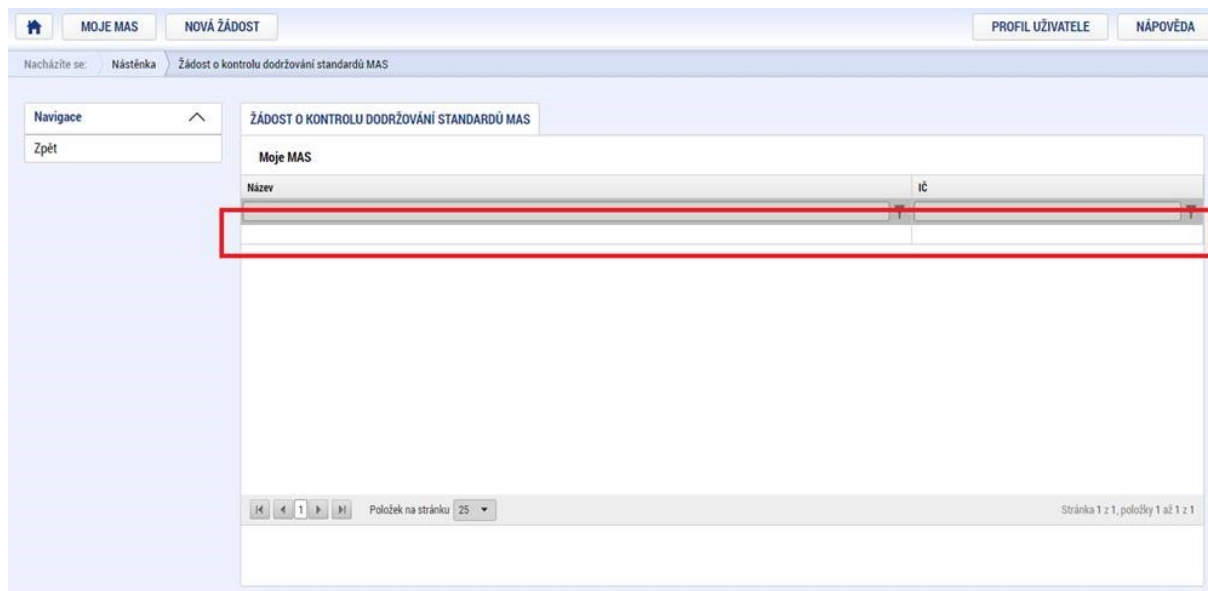 MOJE MAS NOVÁ ŽÁDOST PROFIL UŽIVATELE NÁPOVĚDA
Nacházíte se: Nástěnka Žádost o kontrolu dodržování standardů MAS
Navigace
Zpět
ŽÁDOST O KONTROLU DODRŽOVÁNÍ STANDARDŮ MAS
Moje MAS
Název IČ
1 Položek na stránku 25 Stránka 1 z 1, položky 1 až 1 z 1